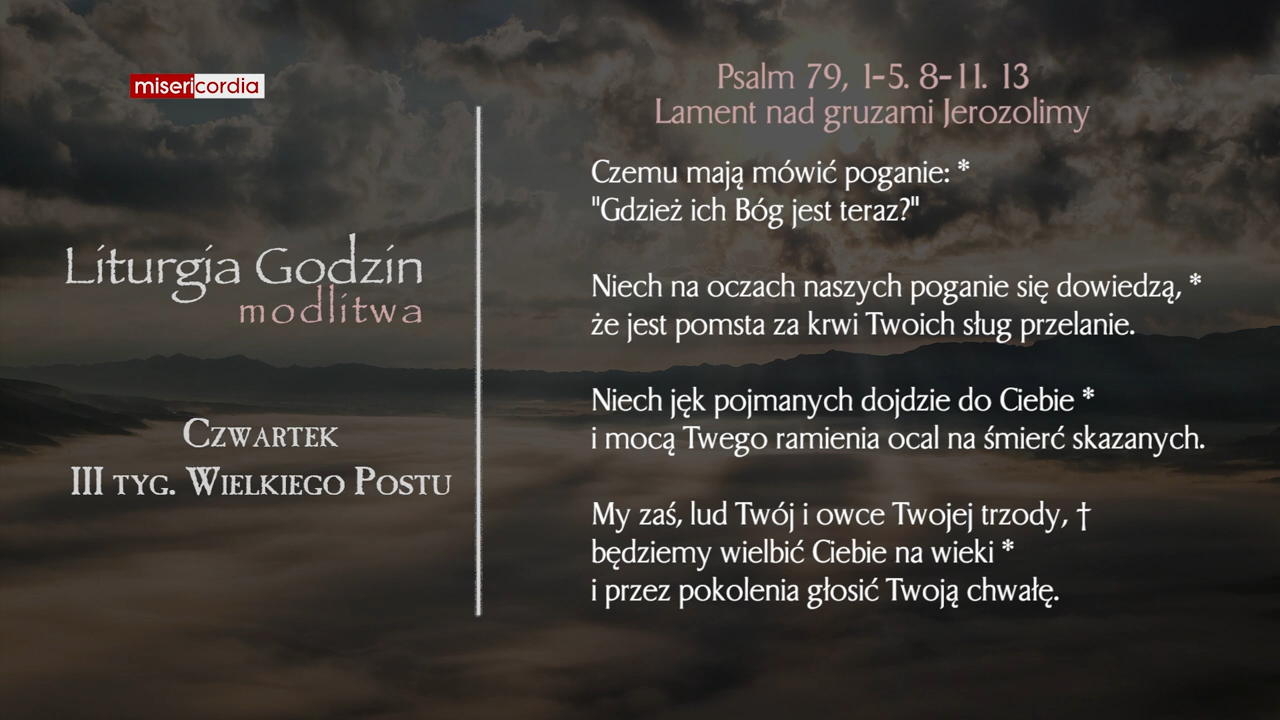 misericordia
Liturgia Godzin
modlitwa
Czwartek
III tyg. Wielkiego Postu
Psalm 79, 1-5. 8-11. 13
Lament nad gruzami Jerozolimy
Czemu mają mówić poganie: *
"Gdzież ich Bóg jest teraz?"
Niech na oczach naszych poganie się dowiedzą, *
że jest pomsta za krwi Twoich sług przelanie.
Niech jęk pojmanych dojdzie do Ciebie *
i mocą Twego ramienia ocal na śmierć skazanych.
My zaś, lud Twój i owce Twojej trzody, †
będziemy wielbić Ciebie na wieki *
i przez pokolenia głosić Twoją chwałę.